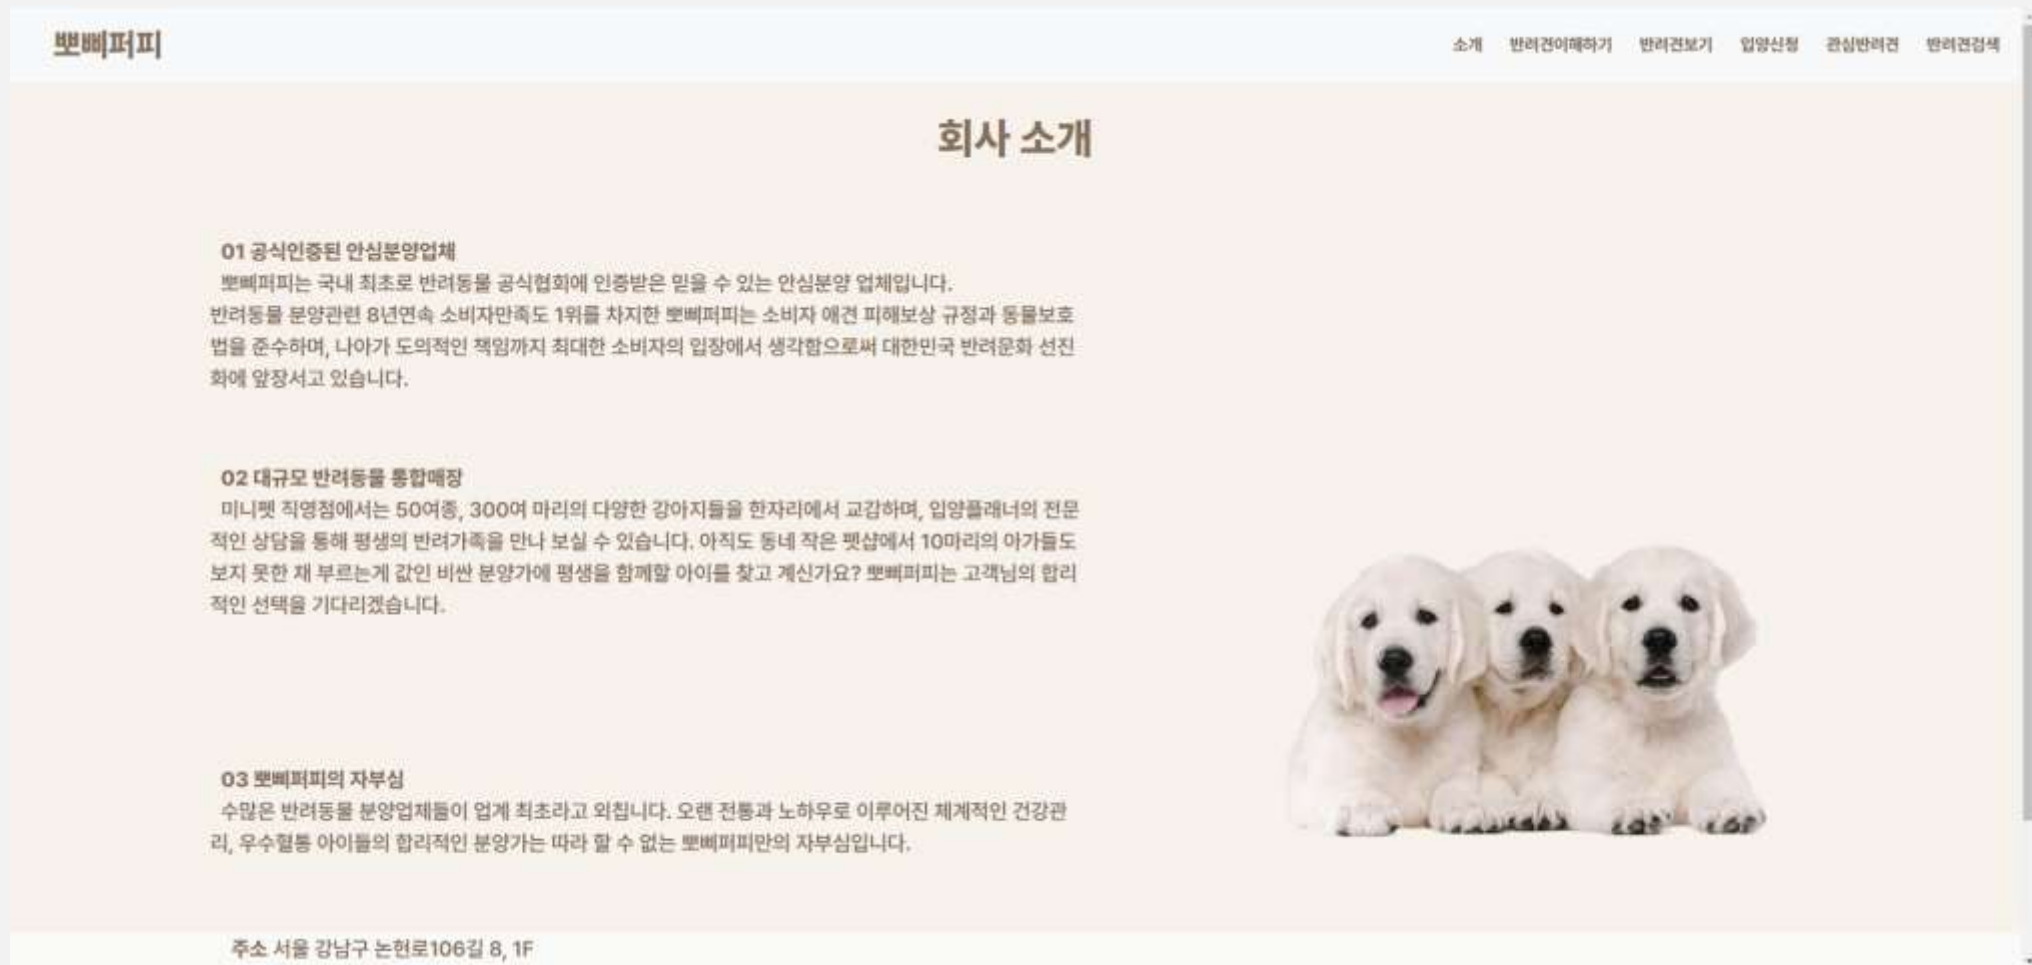 뽀삐퍼피
소개 반려견이해하기 반려견보기 입양신청 관심반려견 반려견검색
회사 소개
01 공식인증된 안심분양업체
뽀삐퍼피는 국내 최초로 반려동물 공식협회에 인증받은 믿을 수 있는 안심분양 업체입니다.
반려동물 분양관련 8년연속 소비자만족도 1위를 차지한 뽀삐퍼피는 소비자 애견 피해보상 규정과 동물보호
법을 준수하며, 나아가 도의적인 책임까지 최대한 소비자의 입장에서 생각함으로써 대한민국 반려문화 선진
화에 앞장서고 있습니다.
02 대규모 반려동물 통합매장
미니펫 직영점에서는 50여종, 300여 마리의 다양한 강아지들을 한자리에서 교감하며, 입양플래너의 전문
적인 상담을 통해 평생의 반려가족을 만나 보실 수 있습니다. 아직도 동네 작은 펫샵에서 10마리의 아가들도
보지 못한 채 부르는게 값인 비싼 분양가에 평생을 함께할 아이를 찾고 계신가요? 뽀삐퍼피는 고객님의 합리
적인 선택을 기다리겠습니다.
03 뽀삐퍼피의 자부심
수많은 반려동물 분양업체들이 업계 최초라고 외칩니다. 오랜 전통과 노하우로 이루어진 체계적인 건강관
리, 우수혈통 아이들의 합리적인 분양가는 따라 할 수 없는 뽀삐퍼피만의 자부심입니다.
주소 서울 강남구 논현로106길 8, 1F